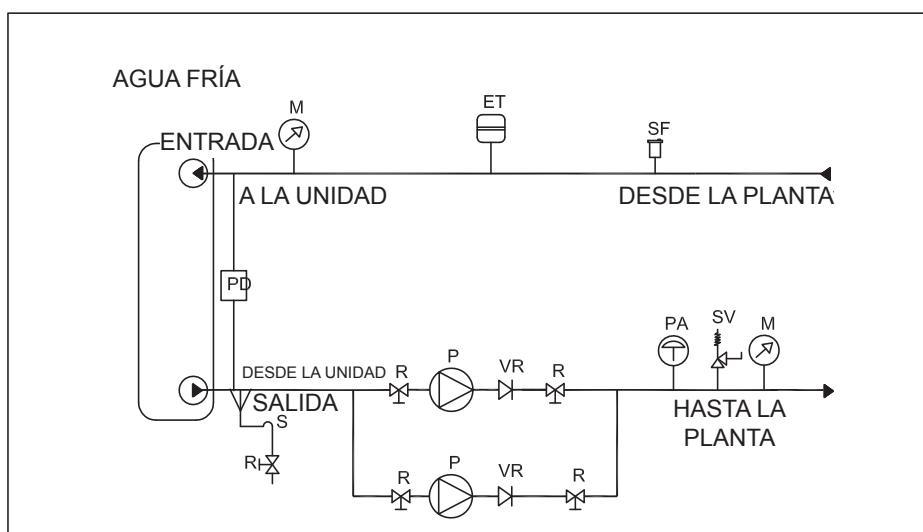 AGUA FRÍA
M
ET
SF
ENTRADA
A LA UNIDAD
DESDE LA PLANTA
PD
PA
SV
M
DESDE LA UNIDAD
R
P
VR
R
SALIDA
S
HASTA LA
PLANTA
R
R
P
VR
R